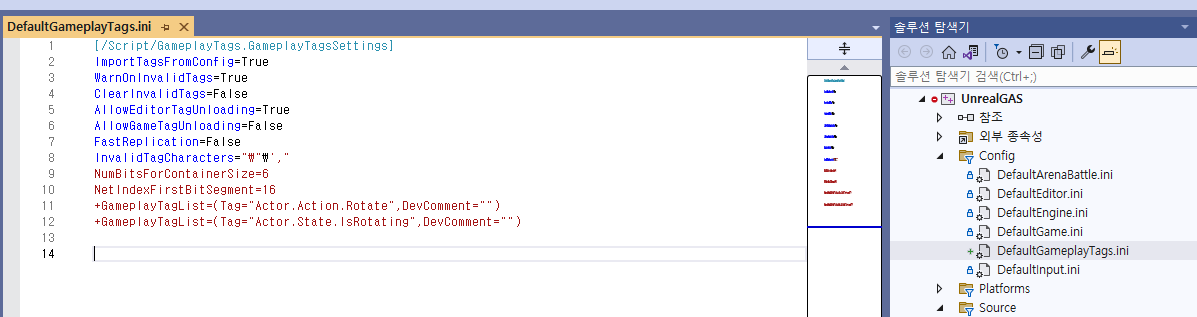 DefaultGameplayTags.ini
1 [/Script/GameplayTags.GameplayTagsSettings]
2 ImportTagsFromConfig=True
3 WarnOnInvalidTags=True
4 ClearInvalidTags=False
5 AllowEditorTagUnloading=True
6 AllowGameTagUnloading=False
7 FastReplication=False
8 InvalidTagCharacters="₩"₩',"
9 NumBitsForContainerSize=6
10 NetIndexFirstBitSegment=16
11 +GameplayTagList=(Tag="Actor.Action.Rotate",DevComment="")
12 +GameplayTagList=(Tag="Actor.State.IsRotating",DevComment="")
13
14
솔루션 탐색기
솔루션 탐색기 검색(Ctrl+;)
UnrealGAS
참조
외부 종속성
Config
DefaultArenaBattle.ini
DefaultEditor.ini
DefaultEngine.ini
DefaultGame.ini
DefaultGameplayTags.ini
DefaultInput.ini
Platforms
Source